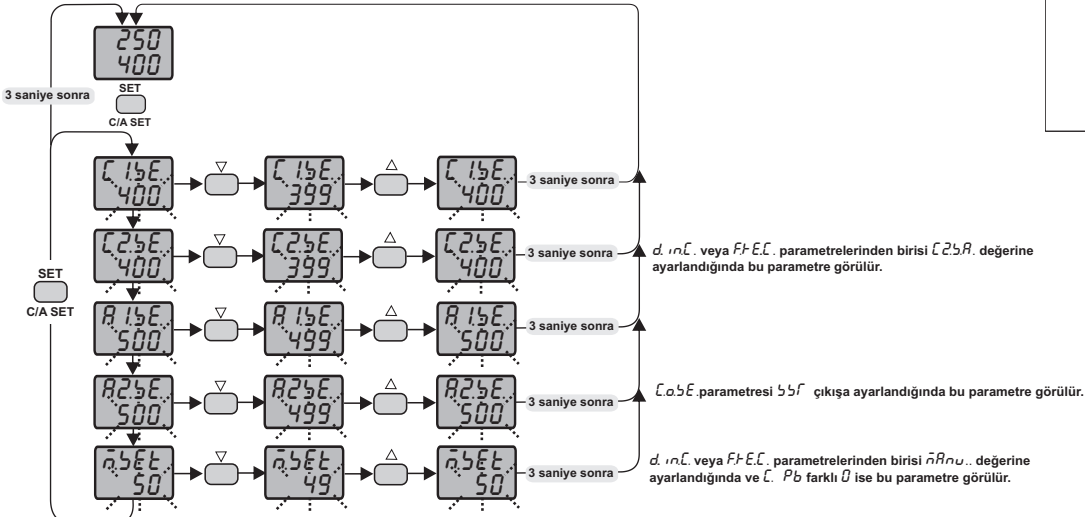 250
400
3 saniye sonra
SET
C/A SET
C1.SE. 400
C1.SE. 399
C1.SE. 400
3 saniye sonra
C2.SE. 400
C2.SE. 399
C2.SE. 400
3 saniye sonra
d. inC. veya F.tE.C. parametrelerinden birisi C2.S.A. değerine
ayarlandığında bu parametre görülür.
SET
C/A SET
A1.SE. 500
A1.SE. 499
A1.SE. 500
3 saniye sonra
A2.SE. 500
A2.SE. 499
A2.SE. 500
3 saniye sonra
C.o.SE.parametresi SSr çıkışa ayarlandığında bu parametre görülür.
n.SEt 50
n.SEt 49
n.SEt 50
3 saniye sonra
d. inC. veya F.tE.C. parametrelerinden birisi nAnu.. değerine
ayarlandığında ve C. Pb farklı 0 ise bu parametre görülür.